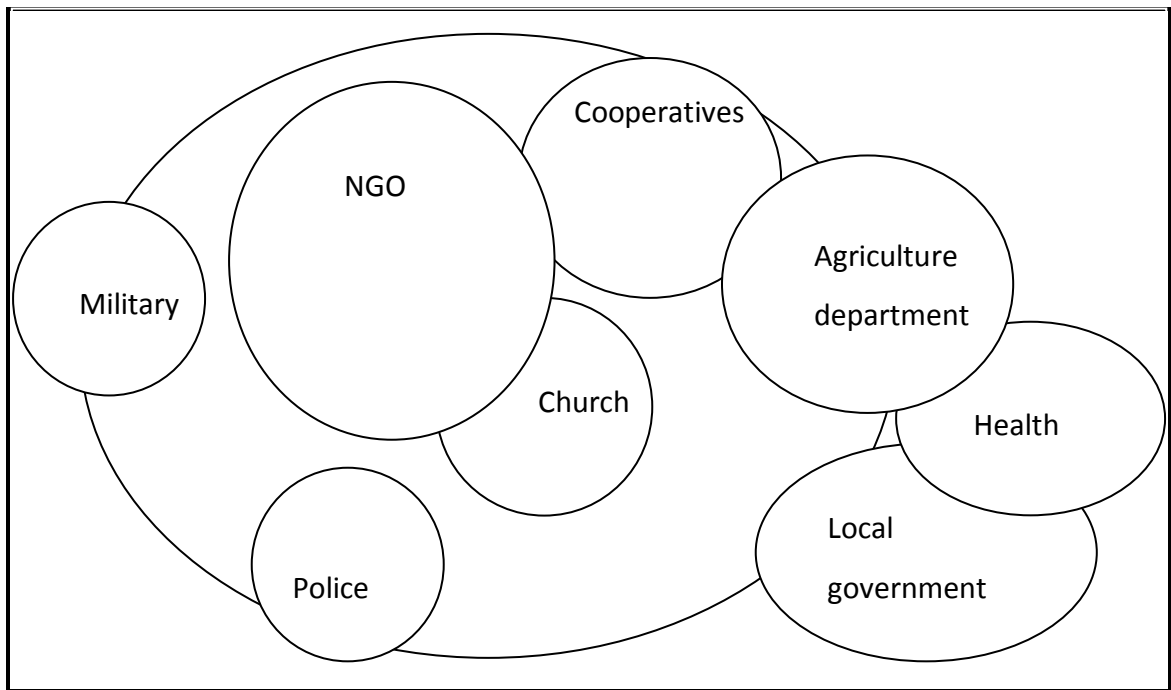 Cooperatives
NGO
Agriculture
department
Military
Church
Health
Local
government
Police